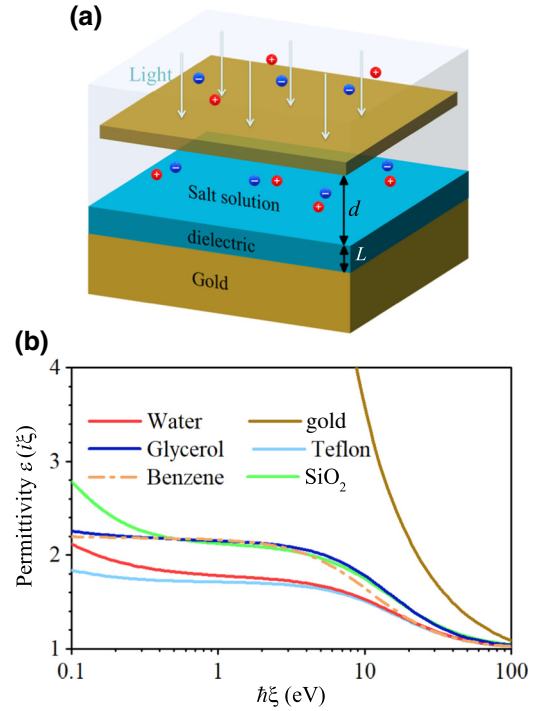 (a)
Light
+
−
+
−
−
+
−
−
+
−
+
−
+
+
Salt solution
d
dielectric
L
Gold
(b)
4
3
2
1
Permittivity ε (iξ)
Water
gold
Glycerol
Teflon
Benzene
SiO₂
0.1
1
10
100
ħξ (eV)